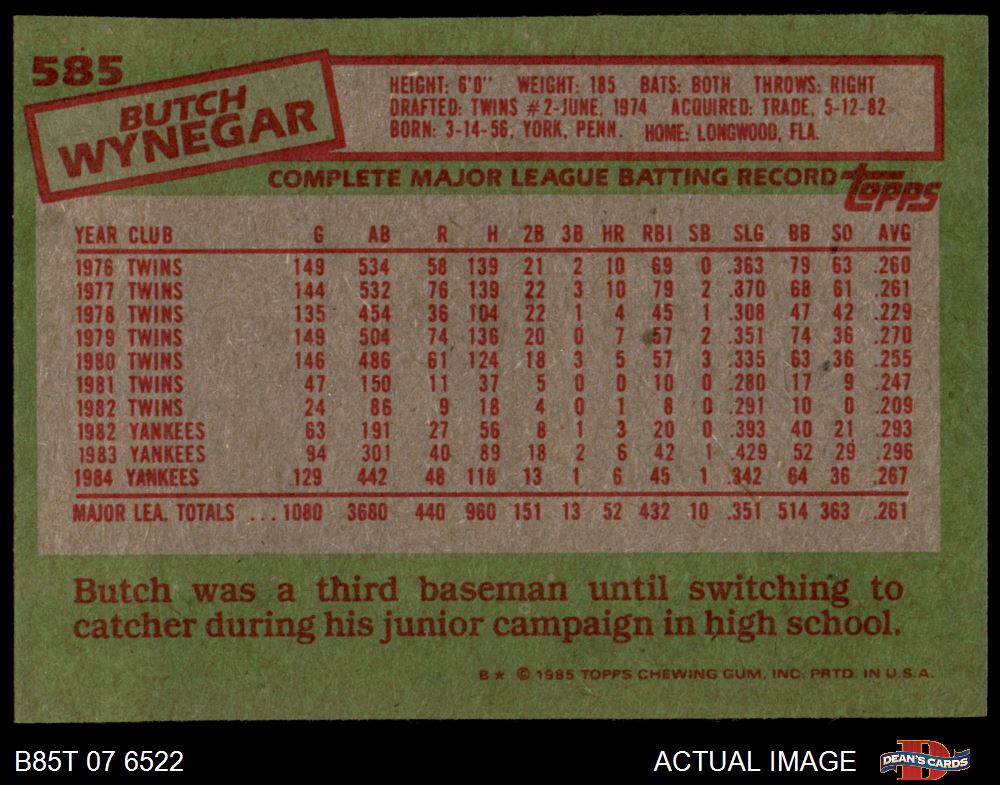 585
BUTCH
WYNEGAR
HEIGHT: 6'0" WEIGHT: 185 BATS: BOTH THROWS: RIGHT
DRAFTED: TWINS #2-JUNE, 1974 ACQUIRED: TRADE, 5-12-82
BORN: 3-14-56, YORK, PENN. HOME: LONGWOOD, FLA.
COMPLETE MAJOR LEAGUE BATTING RECORD topps
YEAR CLUB G AB R H 2B 3B HR RBI SB SLG BB SO AVG
1976 TWINS 149 534 58 139 21 2 10 69 0 .363 79 63 .260
1977 TWINS 144 532 76 139 22 3 10 79 2 .370 68 61 .261
1978 TWINS 135 454 36 104 22 1 4 45 1 .308 47 42 .229
1979 TWINS 149 504 74 136 20 0 7 57 2 .351 74 36 .270
1980 TWINS 146 486 61 124 18 3 5 57 3 .335 63 36 .255
1981 TWINS 47 150 11 37 5 0 0 10 0 .280 17 9 .247
1982 TWINS 24 86 9 18 4 0 1 8 0 .291 10 0 .209
1982 YANKEES 63 191 27 56 8 1 3 20 0 .393 40 21 .293
1983 YANKEES 94 301 40 89 18 2 6 42 1 .429 52 29 .296
1984 YANKEES 129 442 48 118 13 1 6 45 1 .342 64 36 .267
MAJOR LEA. TOTALS ... 1080 3680 440 960 151 13 52 432 10 .351 514 363 .261
Butch was a third baseman until switching to
catcher during his junior campaign in high school.
B★ © 1985 TOPPS CHEWING GUM, INC. PRTD. IN U.S.A.
B85T 07 6522 ACTUAL IMAGE DEAN'S CARDS